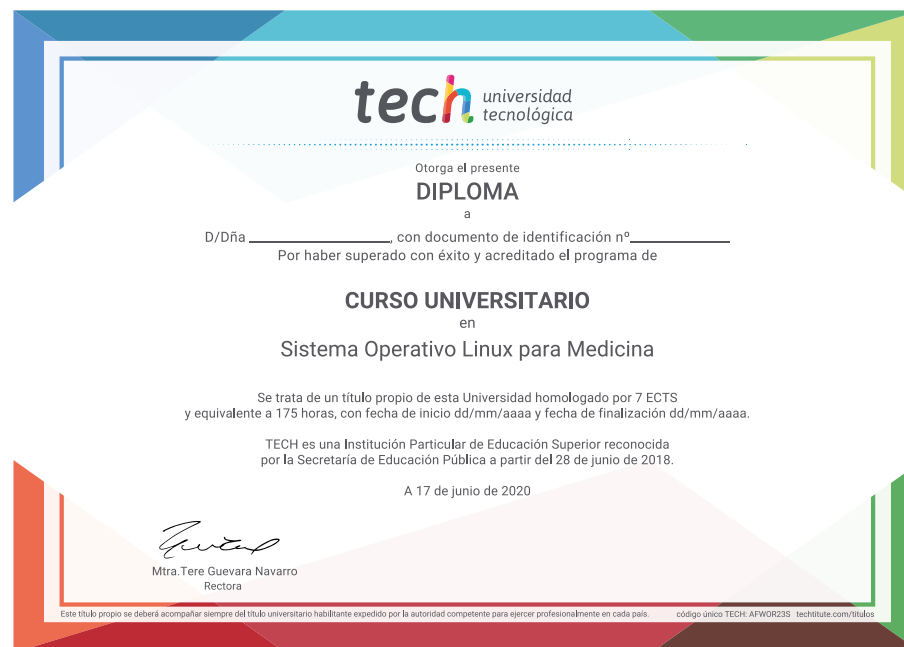 tech universidad
tecnológica
Otorga el presente
DIPLOMA
a
D/Dña ____________________, con documento de identificación nº______________
Por haber superado con éxito y acreditado el programa de
CURSO UNIVERSITARIO
en
Sistema Operativo Linux para Medicina
Se trata de un título propio de esta Universidad homologado por 7 ECTS
y equivalente a 175 horas, con fecha de inicio dd/mm/aaaa y fecha de finalización dd/mm/aaaa.
TECH es una Institución Particular de Educación Superior reconocida
por la Secretaría de Educación Pública a partir del 28 de junio de 2018.
A 17 de junio de 2020
Mtra.Tere Guevara Navarro
Rectora
Este título propio se deberá acompañar siempre del título universitario habilitante expedido por la autoridad competente para ejercer profesionalmente en cada país. código único TECH: AFWOR23S techtitute.com/títulos